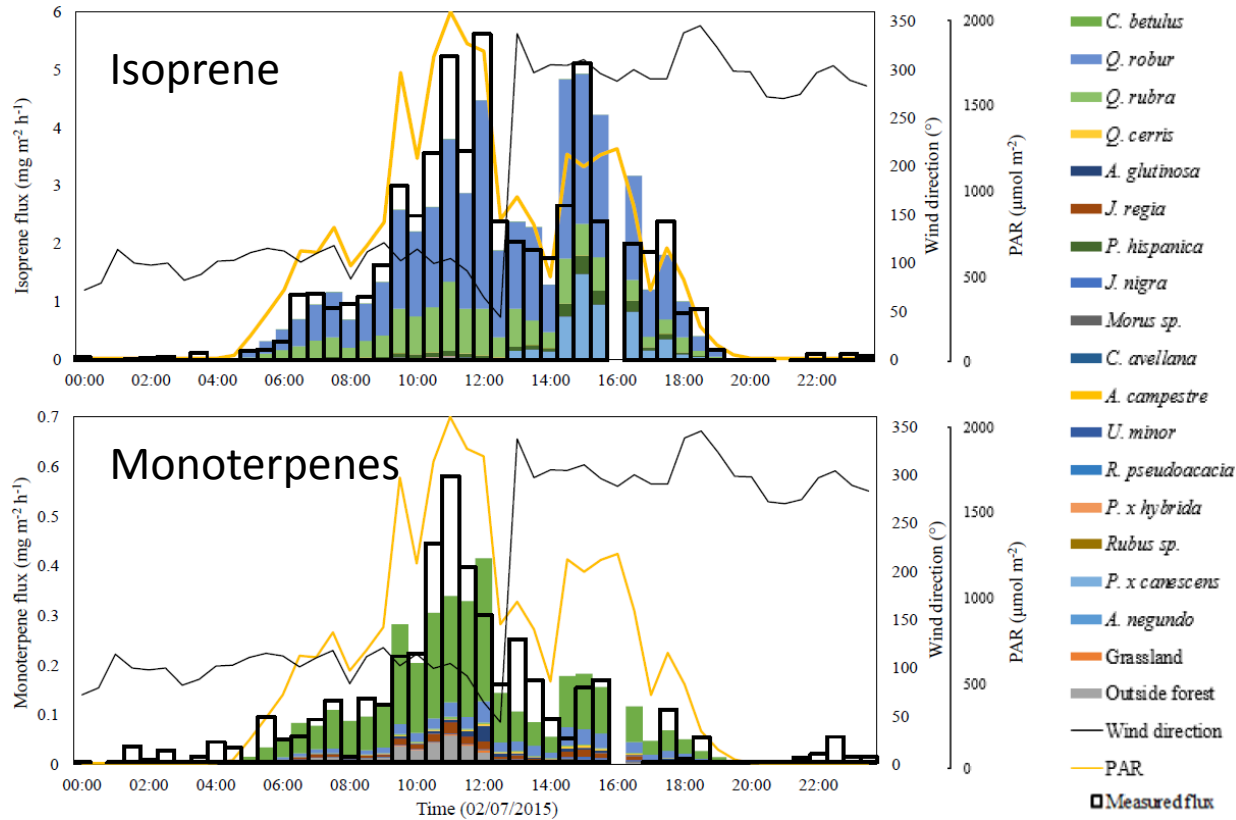 Isoprene
Isoprene flux (mg m-2 h-1)
6
5
4
3
2
1
0
00:00 02:00 04:00 06:00 08:00 10:00 12:00 14:00 16:00 18:00 20:00 22:00
350
300
250
200
150
100
50
0
Wind direction (°)
2000
1500
1000
500
0
PAR (µmol m-2)
Monoterpenes
Monoterpene flux (mg m-2 h-1)
0.7
0.6
0.5
0.4
0.3
0.2
0.1
0
00:00 02:00 04:00 06:00 08:00 10:00 12:00 14:00 16:00 18:00 20:00 22:00
Time (02/07/2015)
350
300
250
200
150
100
50
0
Wind direction (°)
2000
1500
1000
500
0
PAR (µmol m-2)
C. betulus
Q. robur
Q. rubra
Q. cerris
A. glutinosa
J. regia
P. hispanica
J. nigra
Morus sp.
C. avellana
A. campestre
U. minor
R. pseudoacacia
P. x hybrida
Rubus sp.
P. x canescens
A. negundo
Grassland
Outside forest
Wind direction
PAR
Measured flux